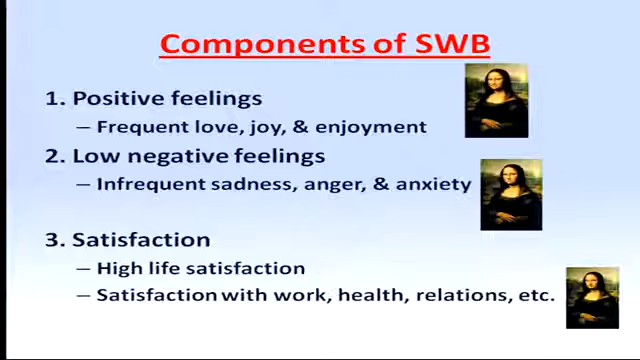 Components of SWB
1. Positive feelings
– Frequent love, joy, & enjoyment
2. Low negative feelings
– Infrequent sadness, anger, & anxiety
3. Satisfaction
– High life satisfaction
– Satisfaction with work, health, relations, etc.